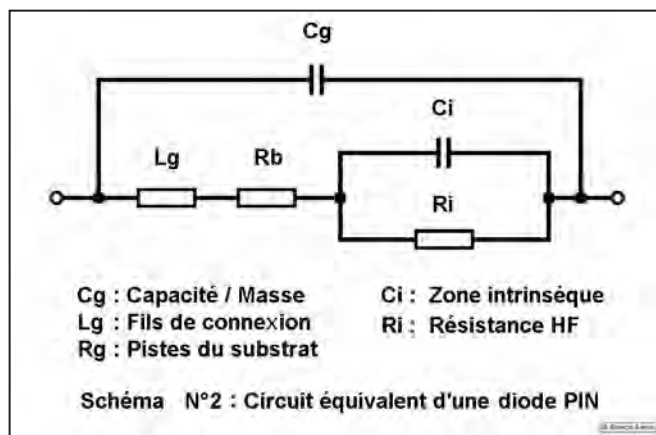 Cg
Ci
Lg Rb
Ri
Cg : Capacité / Masse
Lg : Fils de connexion
Rg : Pistes du substrat
Ci : Zone intrinsèque
Ri : Résistance HF
Schéma N°2 : Circuit équivalent d'une diode PIN